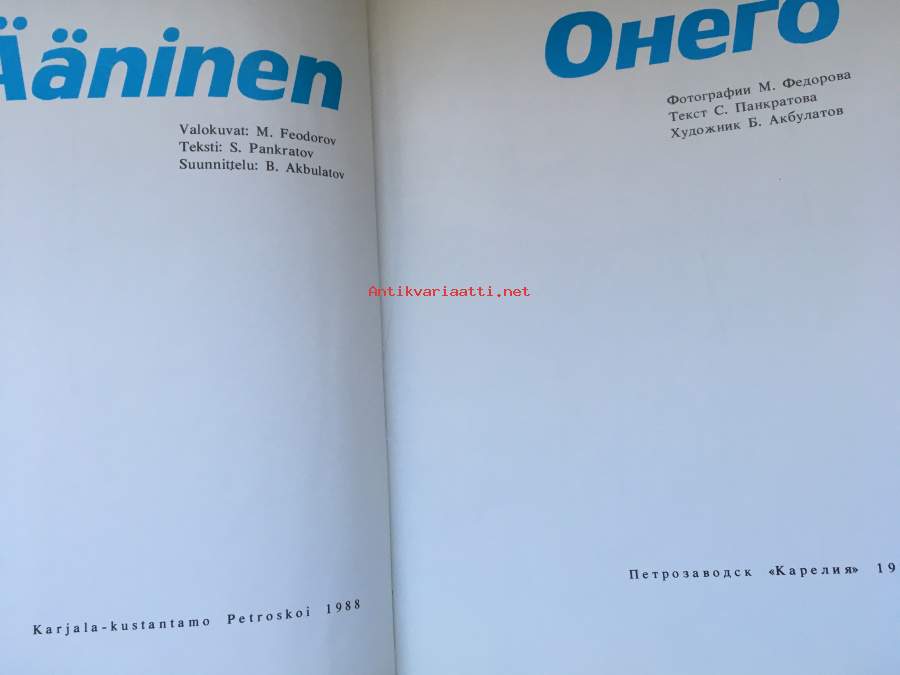 Ääninen
Valokuvat: M. Feodorov
Teksti: S. Pankratov
Suunnittelu: B. Akbulatov
Karjala-kustantamo Petroskoi 1988
Онего
Фотографии М. Федорова
Текст С. Панкратова
Художник Б. Акбулатов
Петрозаводск «Карелия» 19
Antikvariaatti.net